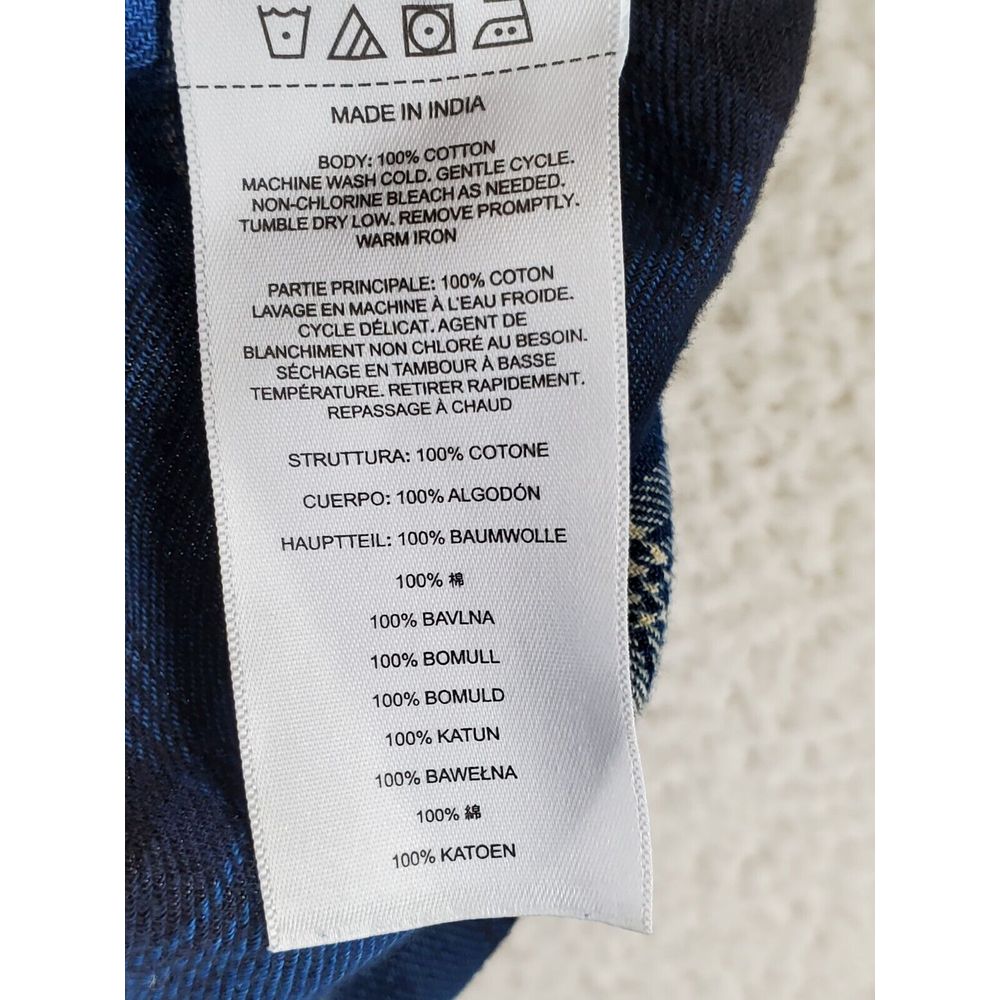 MADE IN INDIA
BODY: 100% COTTON
MACHINE WASH COLD. GENTLE CYCLE.
NON-CHLORINE BLEACH AS NEEDED.
TUMBLE DRY LOW. REMOVE PROMPTLY.
WARM IRON
PARTIE PRINCIPALE: 100% COTON
LAVAGE EN MACHINE À L'EAU FROIDE.
CYCLE DÉLICAT. AGENT DE
BLANCHIMENT NON CHLORÉ AU BESOIN.
SÉCHAGE EN TAMBOUR À BASSE
TEMPÉRATURE. RETIRER RAPIDEMENT.
REPASSAGE À CHAUD
STRUTTURA: 100% COTONE
CUERPO: 100% ALGODÓN
HAUPTTEIL: 100% BAUMWOLLE
100% 棉
100% BAVLNA
100% BOMULL
100% BOMULD
100% KATUN
100% BAWEŁNA
100% 綿
100% KATOEN